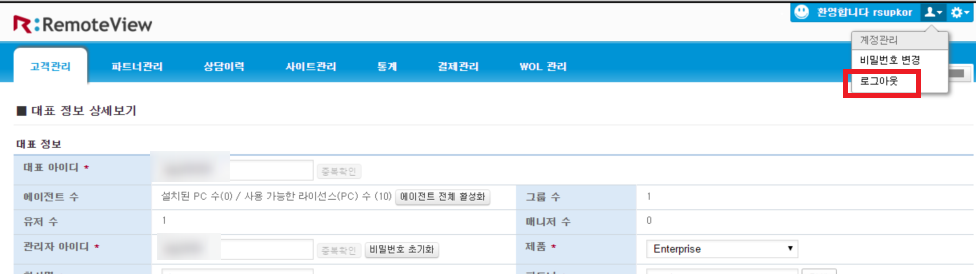 환영합니다 rsupkor
R:RemoteView
계정관리
비밀번호 변경
로그아웃
고객관리 파트너관리 상담이력 사이트관리 통계 결제관리 WOL 관리
■ 대표 정보 상세보기
대표 정보
대표 아이디 * 중복확인
에이전트 수 설치된 PC 수(0) / 사용 가능한 라이선스(PC) 수 (10) 에이전트 전체 활성화 그룹 수 1
유저 수 1 매니저 수 0
관리자 아이디 * 중복확인 비밀번호 초기화 제품 * Enterprise